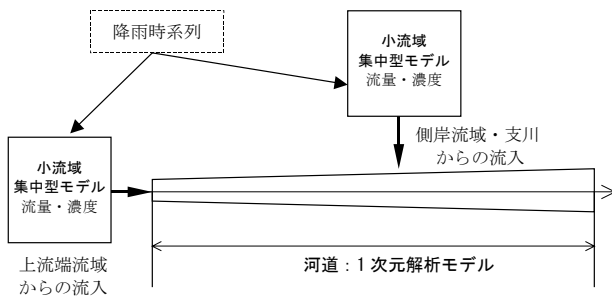 降雨時系列
小流域
集中型モデル
流量・濃度
側岸流域・支川
からの流入
小流域
集中型モデル
流量・濃度
上流端流域
からの流入
河道：1次元解析モデル